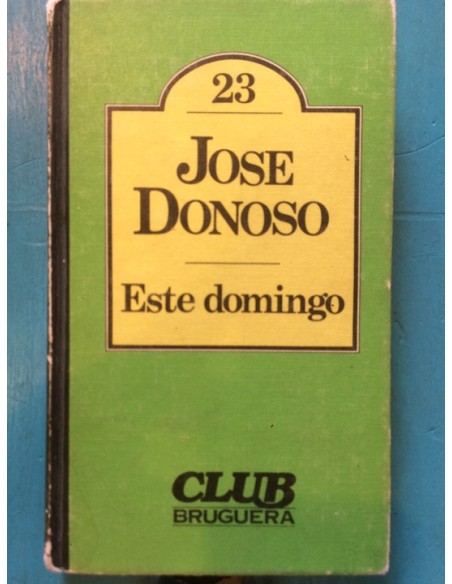 23
JOSE
DONOSO
Este domingo
CLUB
BRUGUERA